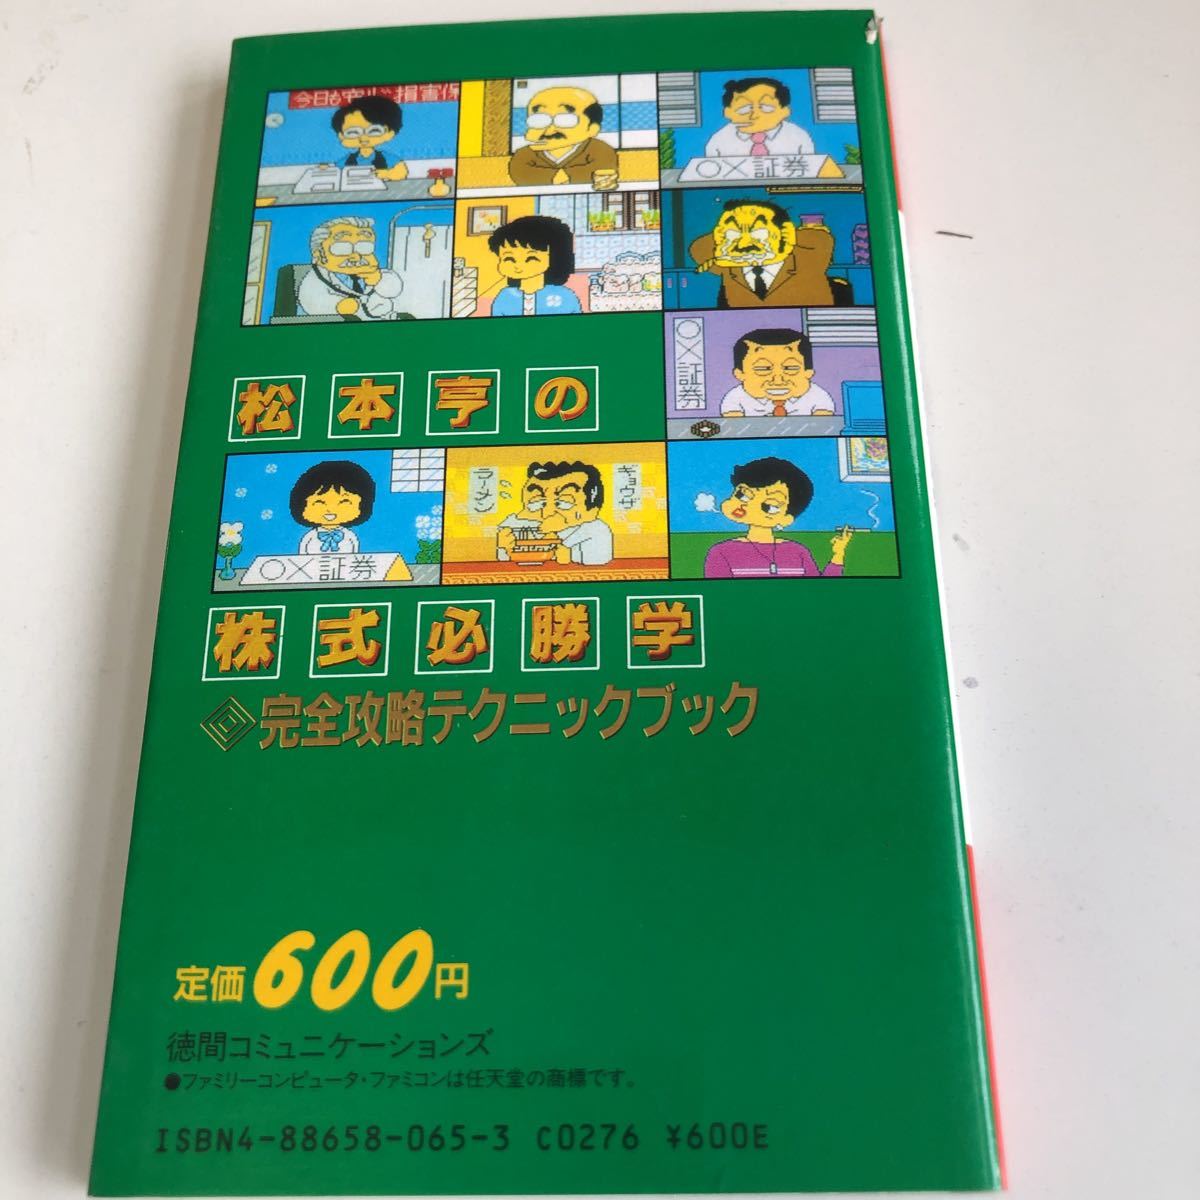 今日も安心損害保
〇×証券
〇×証券
松本亨の
〇×証券
ラーメン
ギョウザ
株式必勝学
完全攻略テクニックブック
定価600円
徳間コミュニケーションズ
●ファミリーコンピュータ・ファミコンは任天堂の商標です。
ISBN4-88658-065-3 C0276 ¥600E